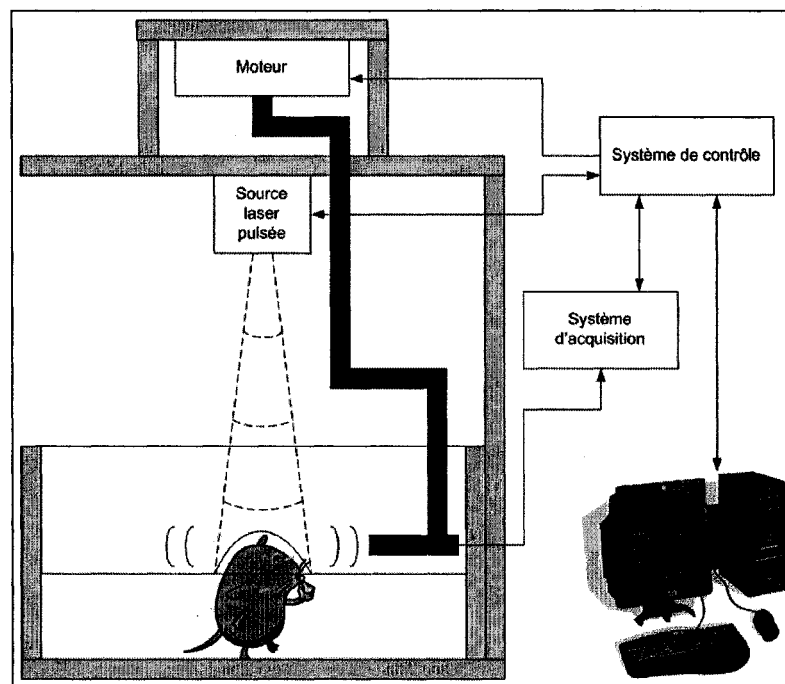 Moteur
Système de contrôle
Source
laser
pulsée
Système
d'acquisition